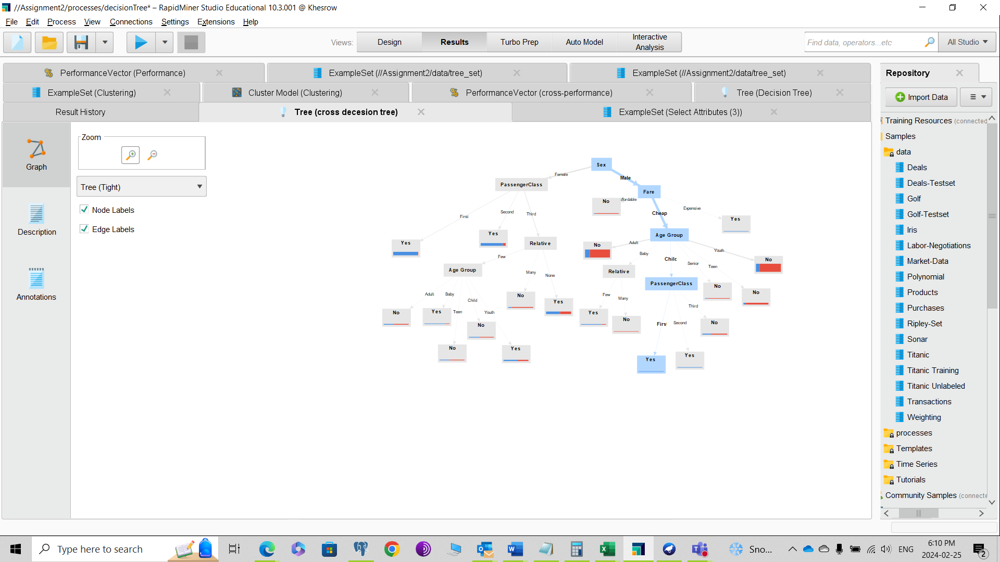 //Assignment2/processes/decisionTree* – RapidMiner Studio Educational 10.3.001 @ Khesrow
File Edit Process View Connections Settings Extensions Help
Views: Design Results Turbo Prep Auto Model Interactive Analysis
Find data, operators...etc All Studio
PerformanceVector (Performance) ExampleSet (//Assignment2/data/tree_set) ExampleSet (//Assignment2/data/tree_set)
ExampleSet (Clustering) Cluster Model (Clustering) PerformanceVector (cross-performance) Tree (Decision Tree)
Result History Tree (cross decesion tree) ExampleSet (Select Attributes (3))
Graph
Description
Annotations
Zoom
Tree (Tight)
Node Labels
Edge Labels
Sex
Female Male
PassengerClass Fare
No ffordable Cheap Expensive
First Second Third
Yes
Yes Yes Relative
Age Group
No Adult Baby Chilc Senior Teen Youth No
Few Many None
Age Group Relative PassengerClass No No
No Yes
Adult Baby Teen Child Youth
Few Many
First Second Third
No Yes No Yes No No
No Yes Yes Yes
Repository
Import Data
Training Resources (connected
Samples
data
Deals
Deals-Testset
Golf
Golf-Testset
Iris
Labor-Negotiations
Market-Data
Polynomial
Products
Purchases
Ripley-Set
Sonar
Titanic
Titanic Training
Titanic Unlabeled
Transactions
Weighting
processes
Templates
Time Series
Tutorials
Community Samples (connecte
Type here to search
Sno...
ENG
6:10 PM
2024-02-25
2